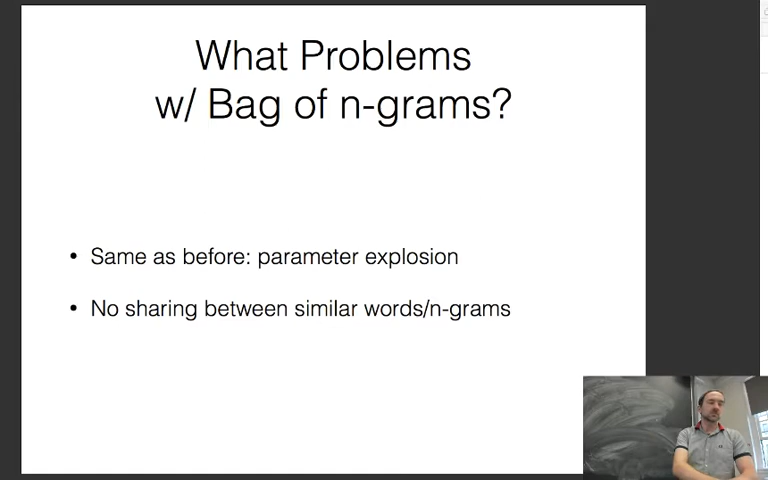 What Problems
w/ Bag of n-grams?
• Same as before: parameter explosion
• No sharing between similar words/n-grams